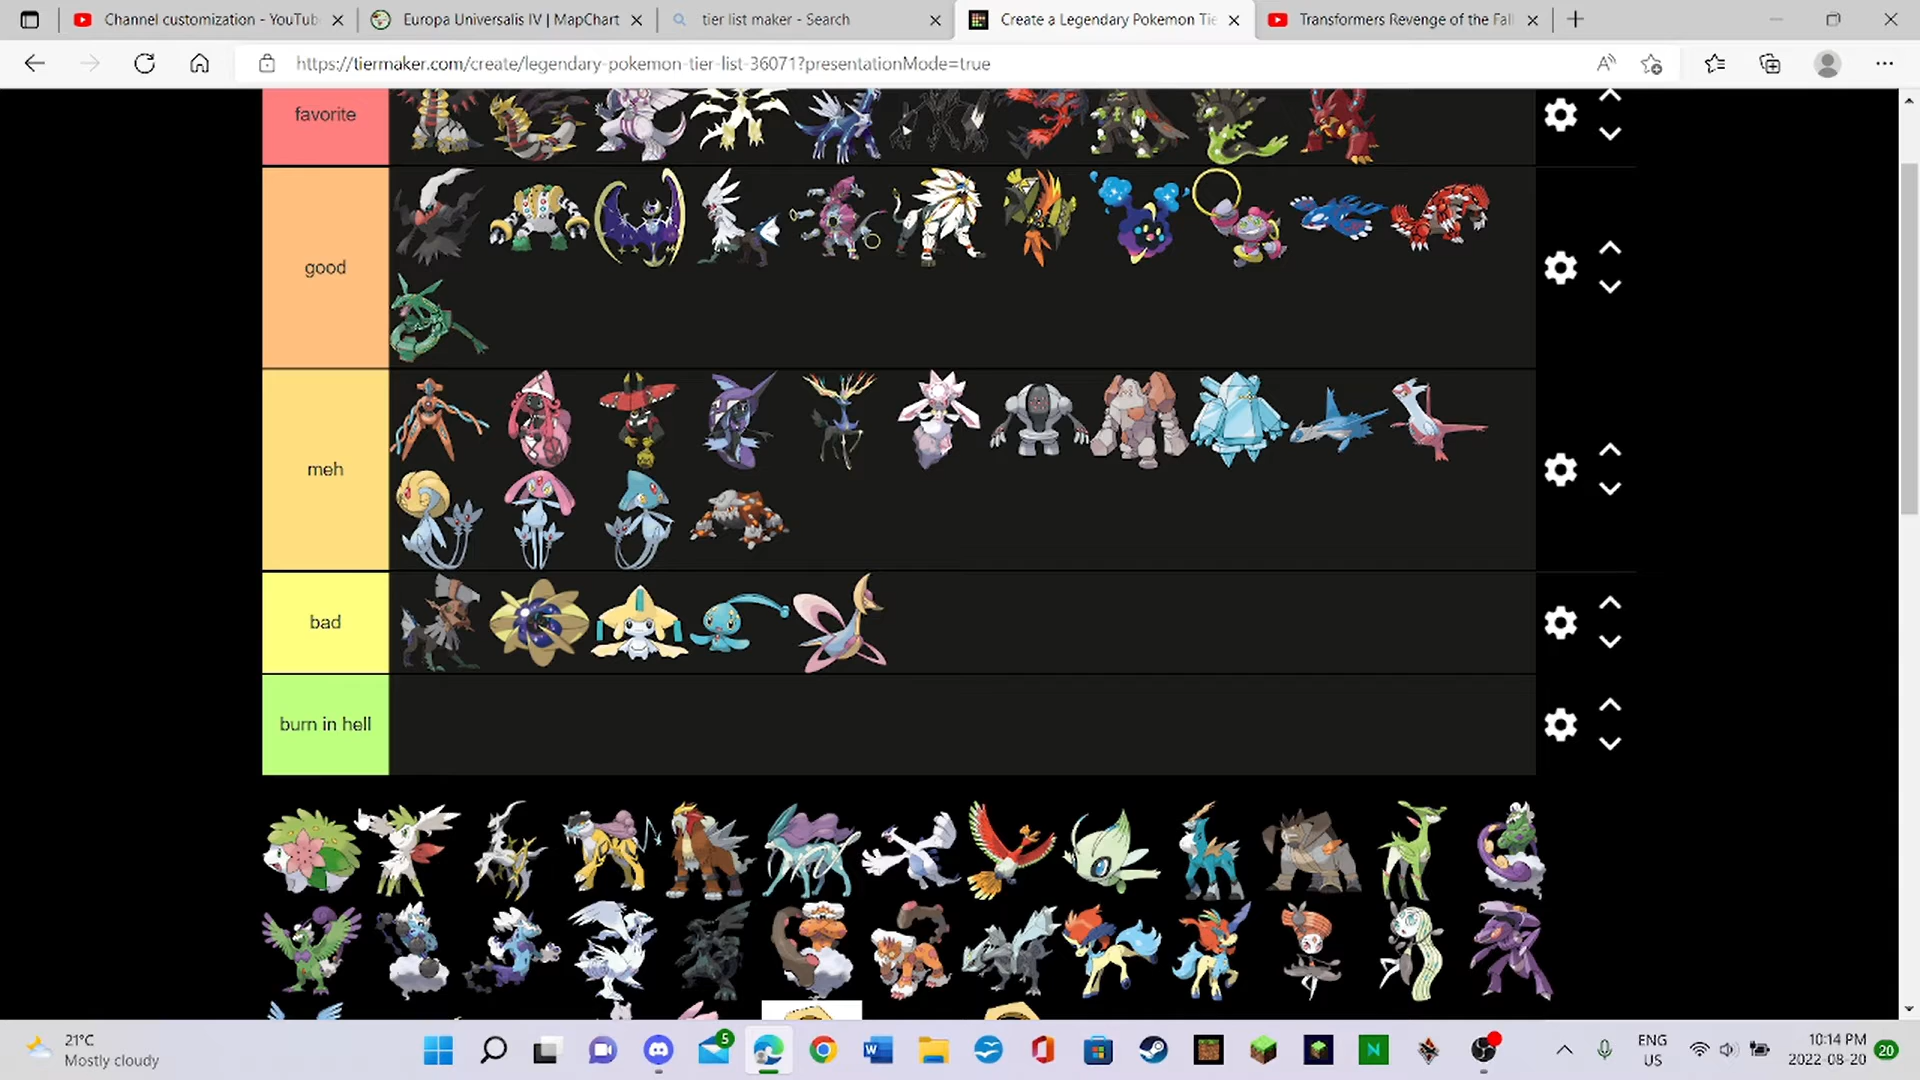 Channel customization - YouTub
Europa Universalis IV | MapChart
tier list maker - Search
Create a Legendary Pokemon Tie
Transformers Revenge of the Fall
https://tiermaker.com/create/legendary-pokemon-tier-list-36071?presentationMode=true
favorite
good
meh
bad
burn in hell
21°C
Mostly cloudy
5
ENG
US
10:14 PM
2022-08-20
20